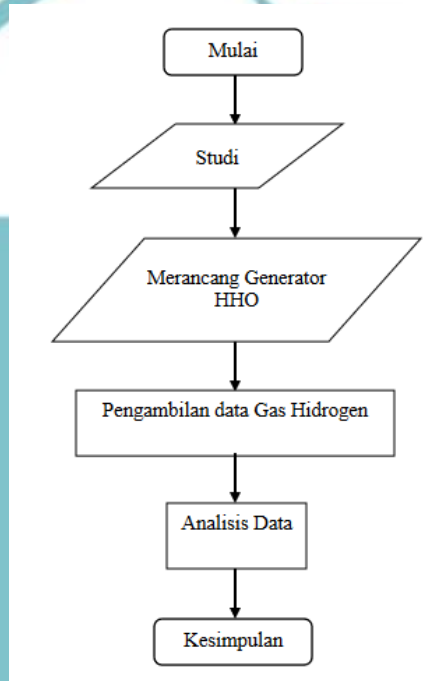 Mulai
Studi
Merancang Generator
HHO
Pengambilan data Gas Hidrogen
Analisis Data
Kesimpulan